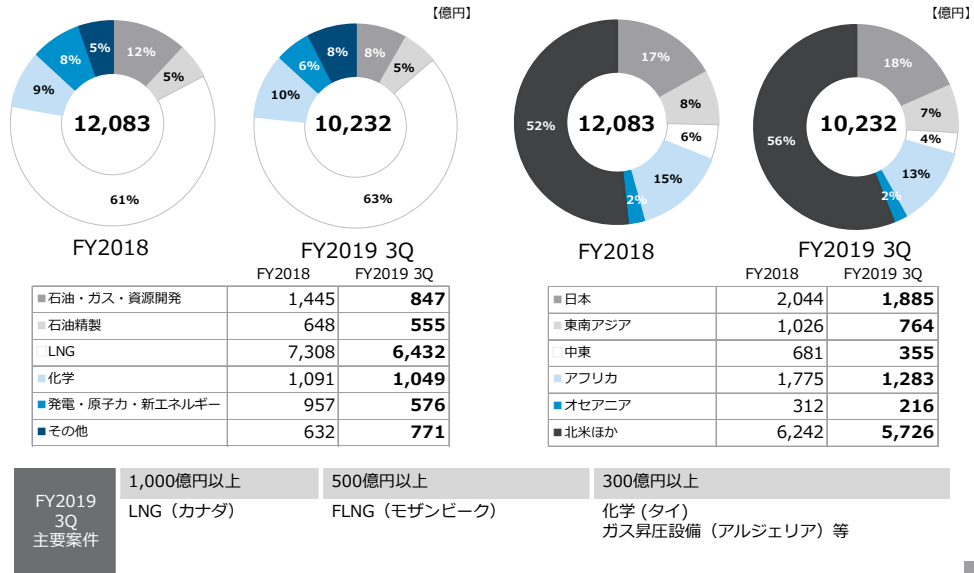 【億円】
5%
12%
5%
61%
9%
8%
12,083
FY2018
8%
8%
5%
63%
10%
6%
10,232
FY2019 3Q
FY2018 FY2019 3Q
石油・ガス・資源開発 1,445 847
石油精製 648 555
LNG 7,308 6,432
化学 1,091 1,049
発電・原子力・新エネルギー 957 576
その他 632 771
【億円】
17%
8%
6%
15%
2%
52%
12,083
FY2018
18%
7%
4%
13%
2%
56%
10,232
FY2019 3Q
FY2018 FY2019 3Q
日本 2,044 1,885
東南アジア 1,026 764
中東 681 355
アフリカ 1,775 1,283
オセアニア 312 216
北米ほか 6,242 5,726
FY2019
3Q
主要案件
1,000億円以上
LNG（カナダ）
500億円以上
FLNG（モザンビーク）
300億円以上
化学 (タイ)
ガス昇圧設備（アルジェリア）等